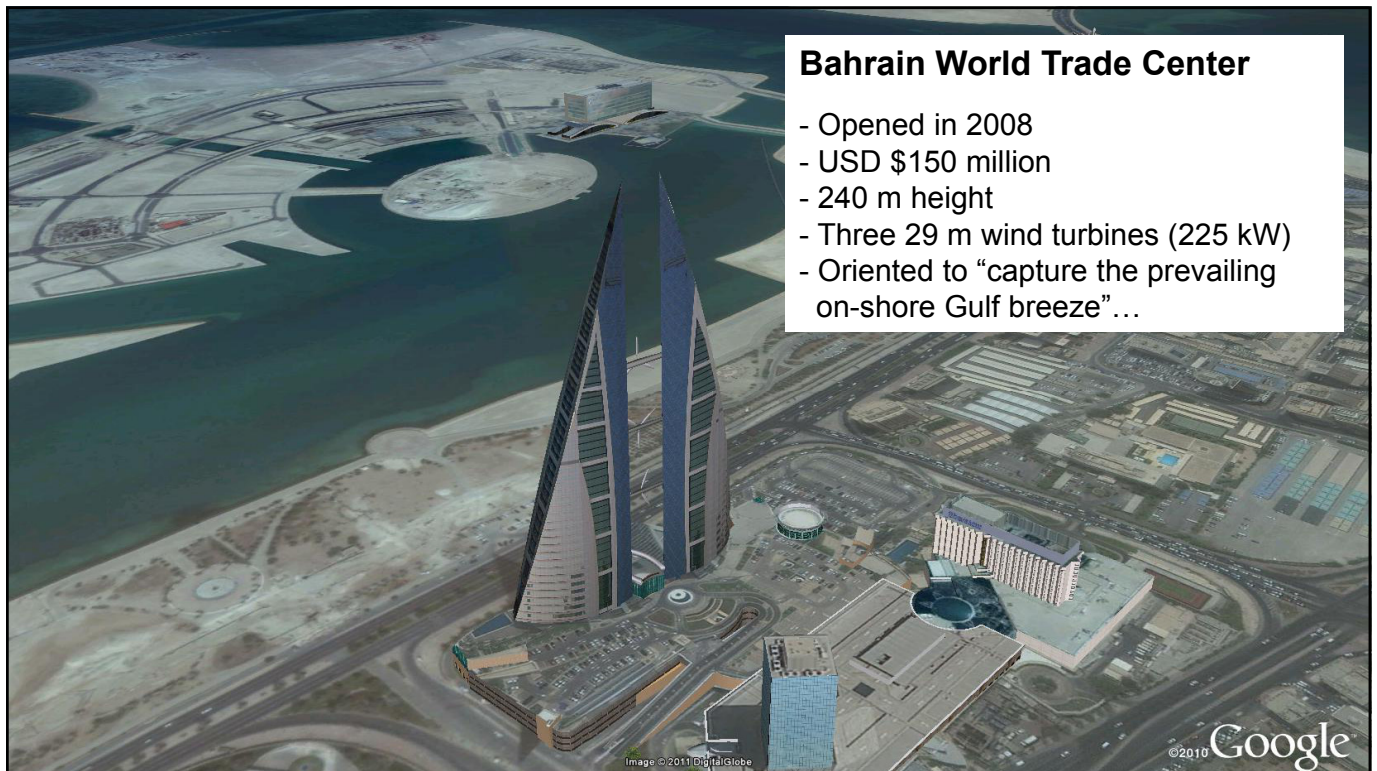 Bahrain World Trade Center
- Opened in 2008
- USD $150 million
- 240 m height
- Three 29 m wind turbines (225 kW)
- Oriented to “capture the prevailing
on-shore Gulf breeze”…
Image © 2011 DigitalGlobe
©2010 Google